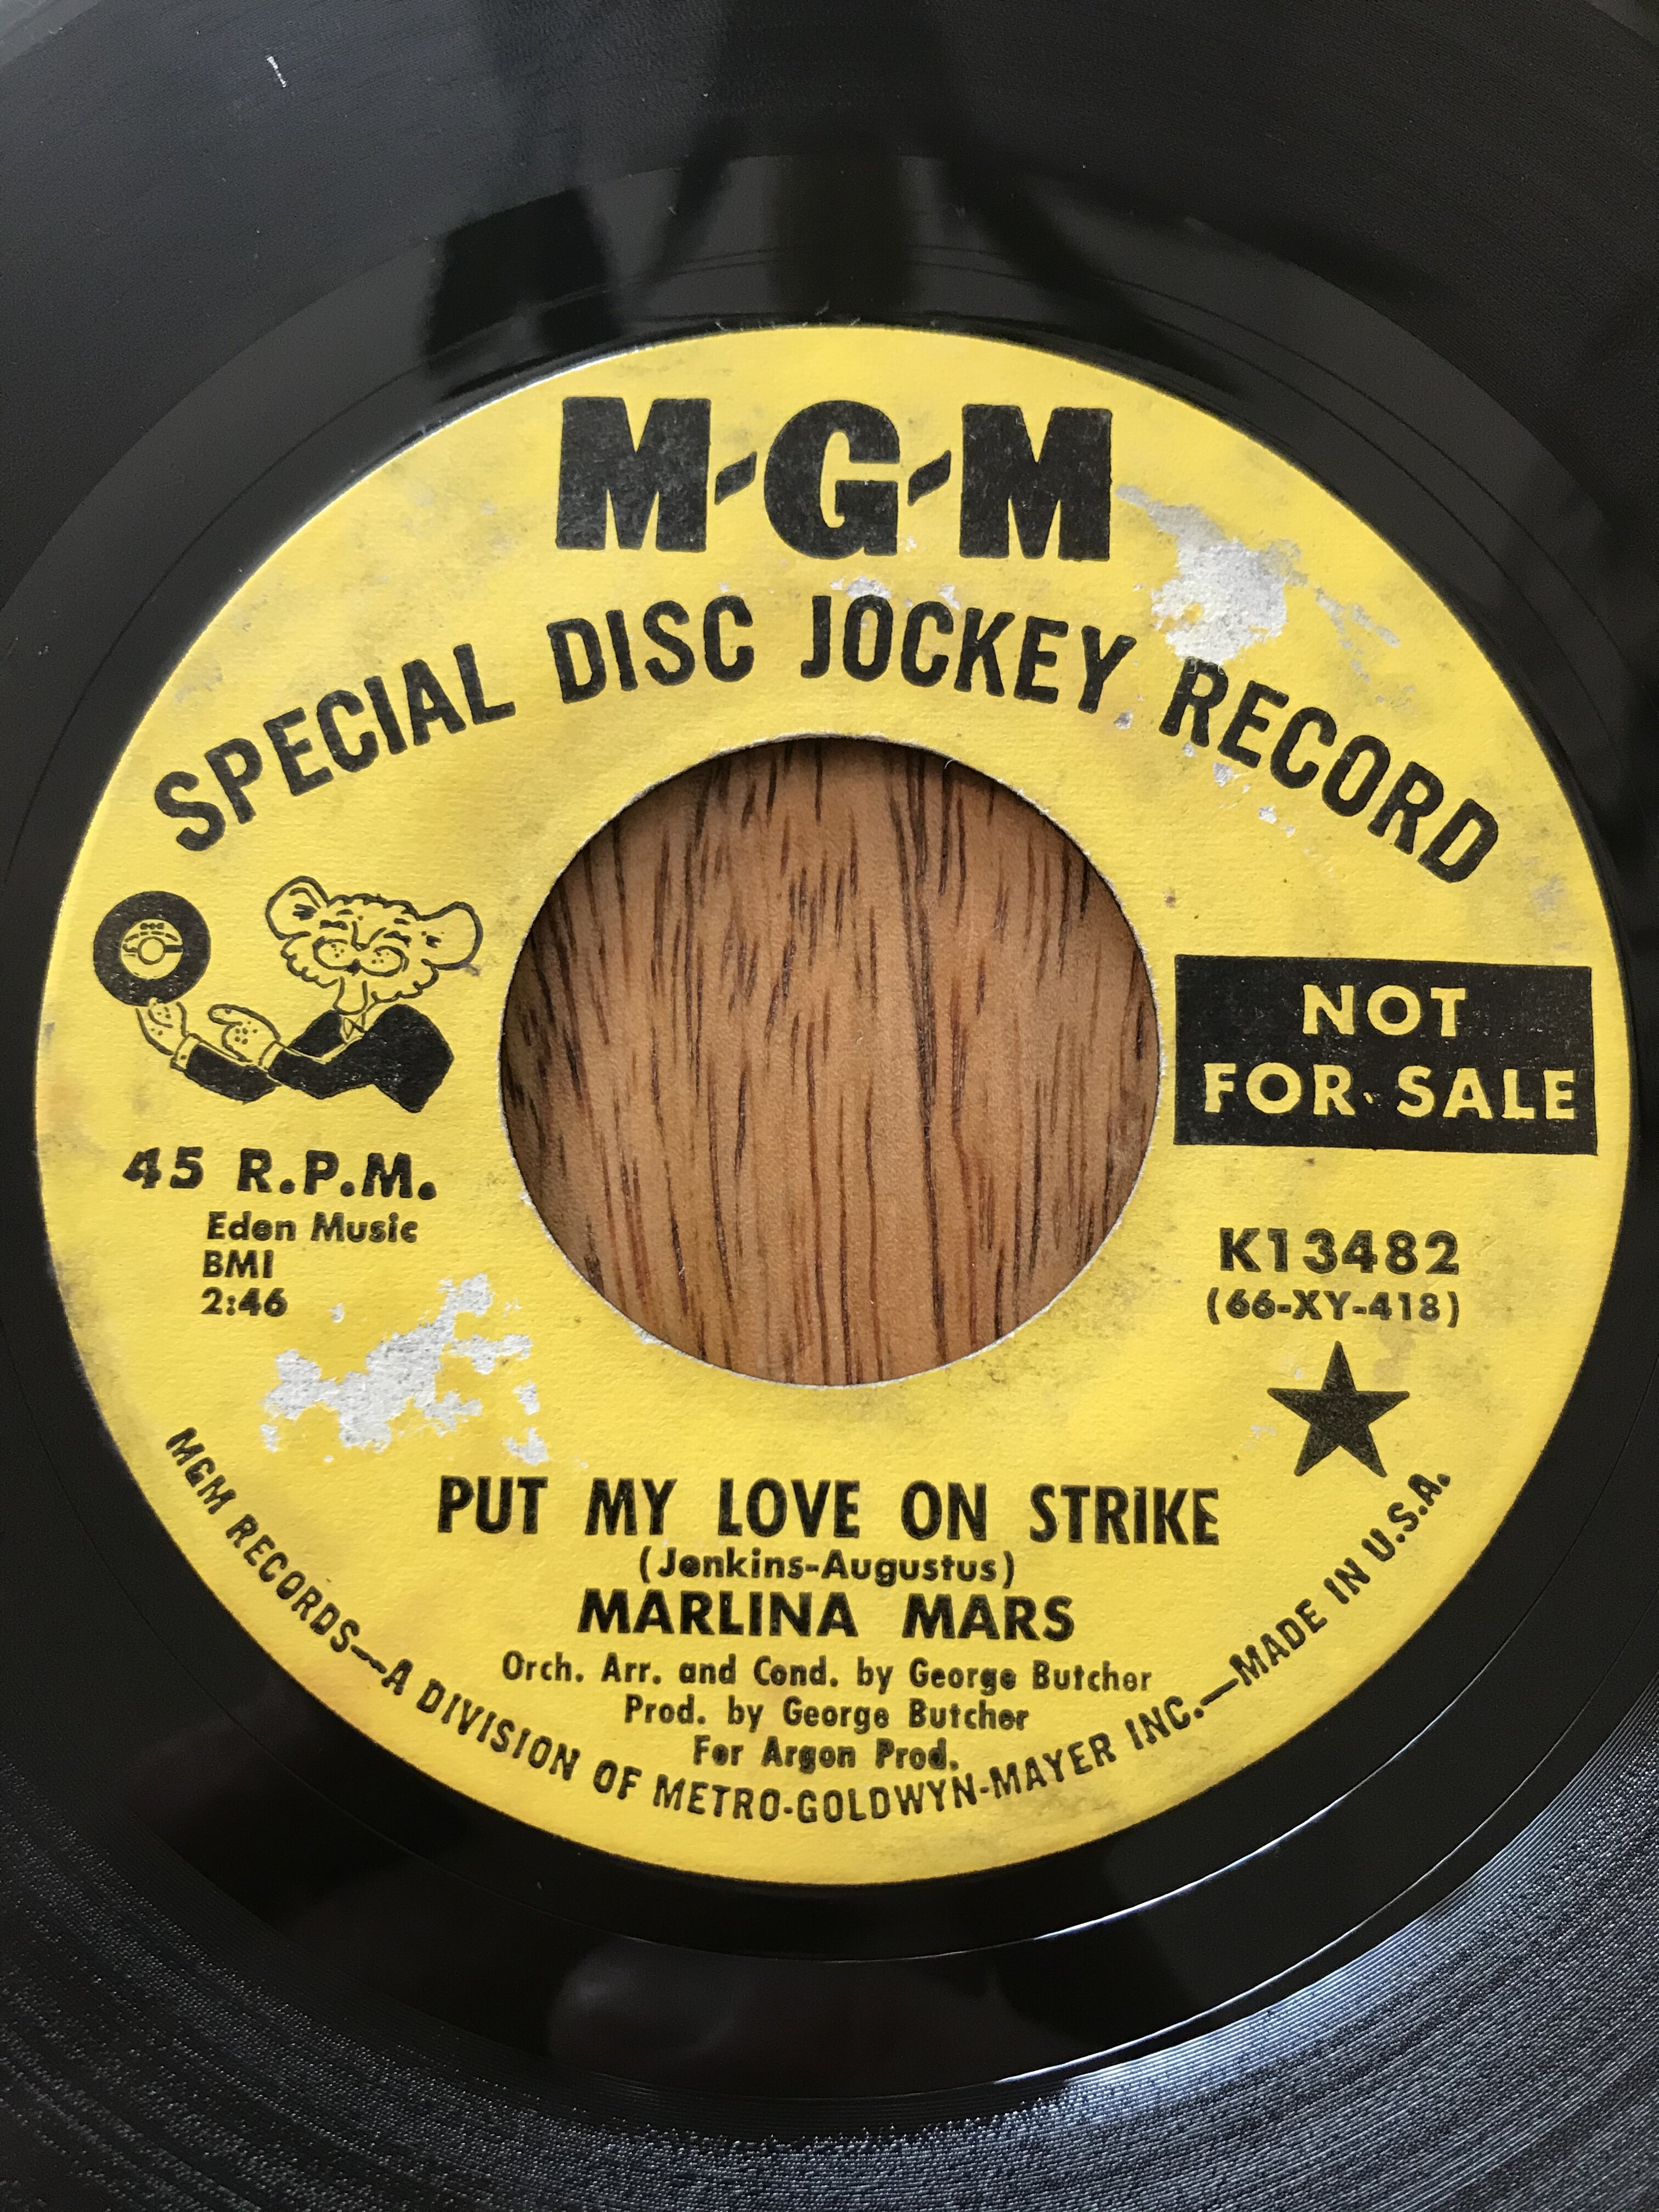 M-G-M
SPECIAL DISC JOCKEY RECORD
NOT
FOR SALE
45 R.P.M.
Eden Music
BMI
2:46
K13482
(66-XY-418)
PUT MY LOVE ON STRIKE
(Jenkins-Augustus)
MARLINA MARS
Orch. Arr. and Cond. by George Butcher
Prod. by George Butcher
For Argon Prod.
MGM RECORDS—A DIVISION OF METRO-GOLDWYN-MAYER INC.—MADE IN U.S.A.